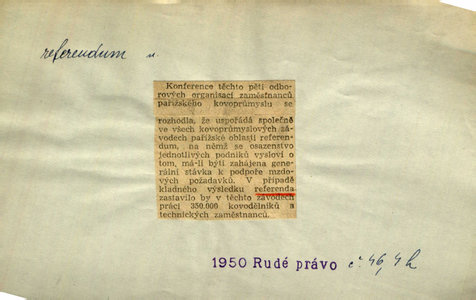 referendum n.
Konference těchto pěti odbo-
rových organisací zaměstnanců
pařížského kovoprůmyslu se
rozhodla, že uspořádá společně
ve všech kovoprůmyslových zá-
vodech pařížské oblasti referen-
dum, na němž se osazenstvo
jednotlivých podniků vysloví o
tom, má-li býti zahájena gene-
rální stávka k podpoře mzdo-
vých požadavků. V případě
kladného výsledku referenda
zastavilo by v těchto závodech
práci 350.000 kovodělníků a
technických zaměstnanců.
1950 Rudé právo č. 46, 4 h